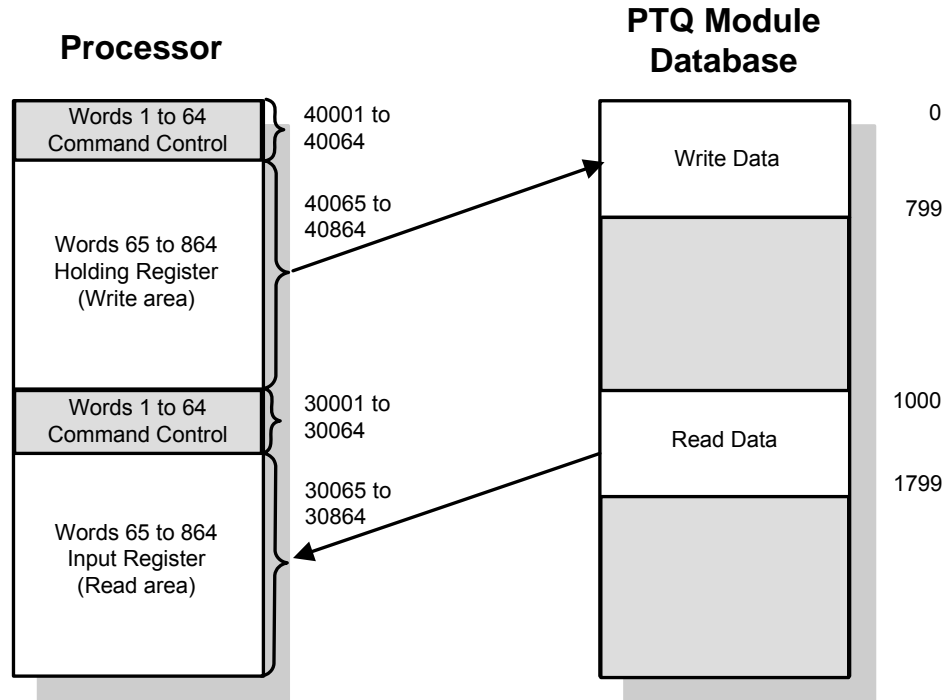 Processor
PTQ Module
Database
Words 1 to 64
Command Control
40001 to
40064
Words 65 to 864
Holding Register
(Write area)
40065 to
40864
Words 1 to 64
Command Control
30001 to
30064
Words 65 to 864
Input Register
(Read area)
30065 to
30864
Write Data
0
799
Read Data
1000
1799